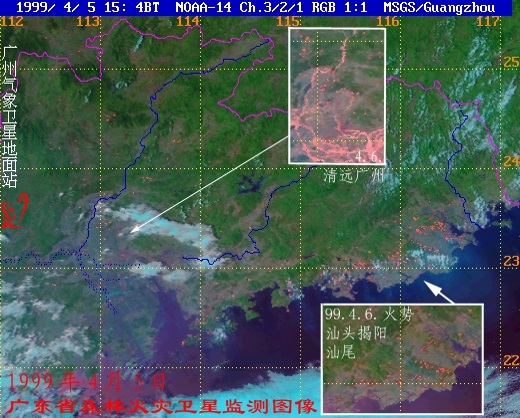 1999/ 4/ 5 15: 4BT NOAA-14 Ch.3/2/1 RGB 1:1 MSGS/Guangzhou
112 113 114 115 116 117
25
24
23
22
广州气象卫星地面站
4.6.
清远广州
99.4.6.火势
汕头揭阳
汕尾
1999年4月5日
广东省森林火灾卫星监测图像